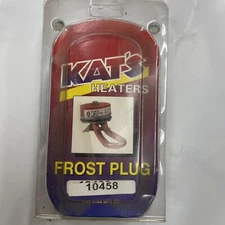 KAT'S
HEATERS
FROST PLUG
10458